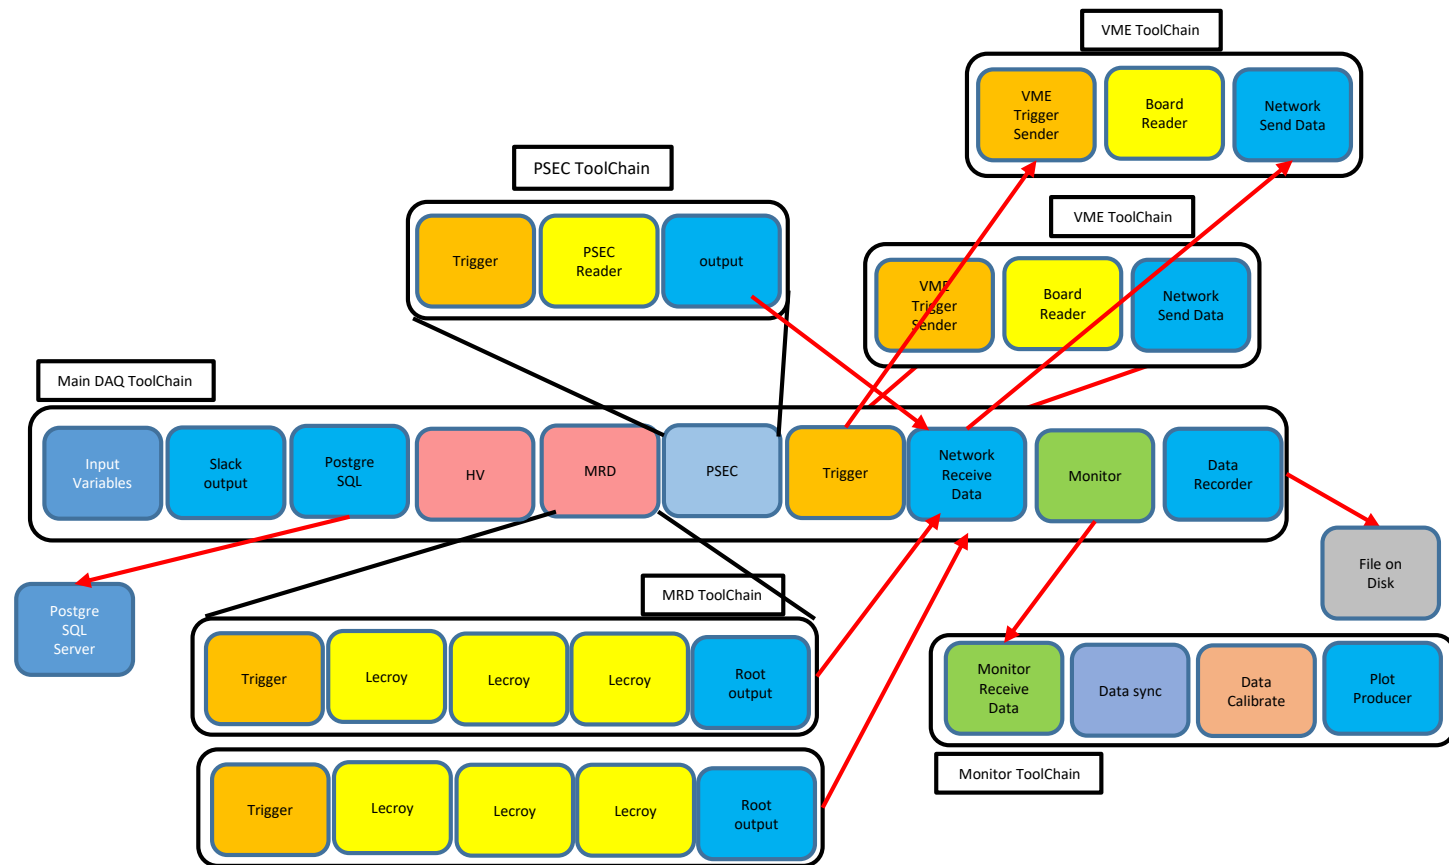 VME ToolChain
VME
Trigger
Sender
Board
Reader
Network
Send Data
PSEC ToolChain
Trigger
PSEC
Reader
output
VME ToolChain
VME
Trigger
Sender
Board
Reader
Network
Send Data
Main DAQ ToolChain
Input
Variables
Slack
output
Postgre
SQL
HV
MRD
PSEC
Trigger
Network
Receive
Data
Monitor
Data
Recorder
File on
Disk
Postgre
SQL
Server
MRD ToolChain
Trigger
Lecroy
Lecroy
Lecroy
Root
output
Monitor
Receive
Data
Data sync
Data
Calibrate
Plot
Producer
Monitor ToolChain
Trigger
Lecroy
Lecroy
Lecroy
Root
output